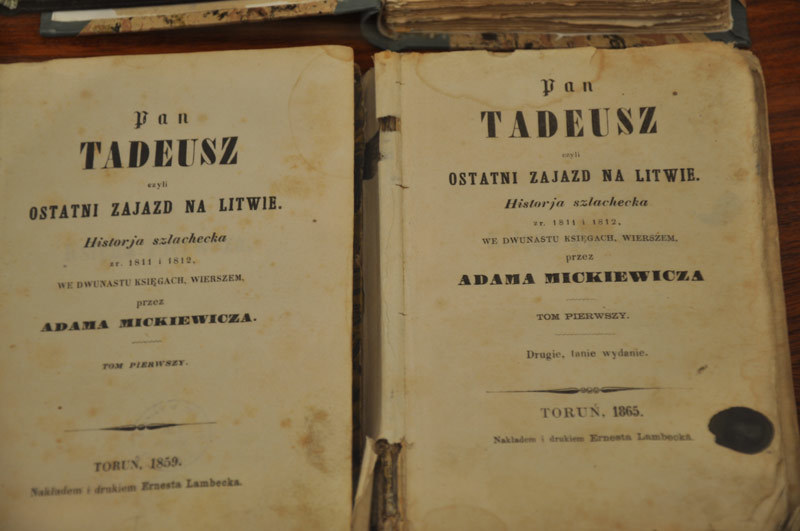 Pan
TADEUSZ
czyli
OSTATNI ZAJAZD NA LITWIE.
Historja szlachecka
zr. 1811 i 1812,
WE DWUNASTU KSIĘGACH, WIERSZEM,
przez
ADAMA MICKIEWICZA.
TOM PIERWSZY.
TORUŃ, 1859.
Nakładem i drukiem Ernesta Lambecka.
Pan
TADEUSZ
czyli
OSTATNI ZAJAZD NA LITWIE.
Historja szlachecka
zr. 1811 i 1812,
WE DWUNASTU KSIĘGACH, WIERSZEM,
przez
ADAMA MICKIEWICZA
TOM PIERWSZY.
Drugie, tanie wydanie.
TORUŃ, 1865.
Nakładem i drukiem Ernesta Lambecka.